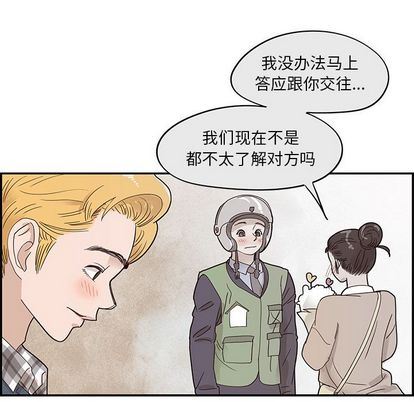 我没办法马上
答应跟你交往...
我们现在不是
都不太了解对方吗